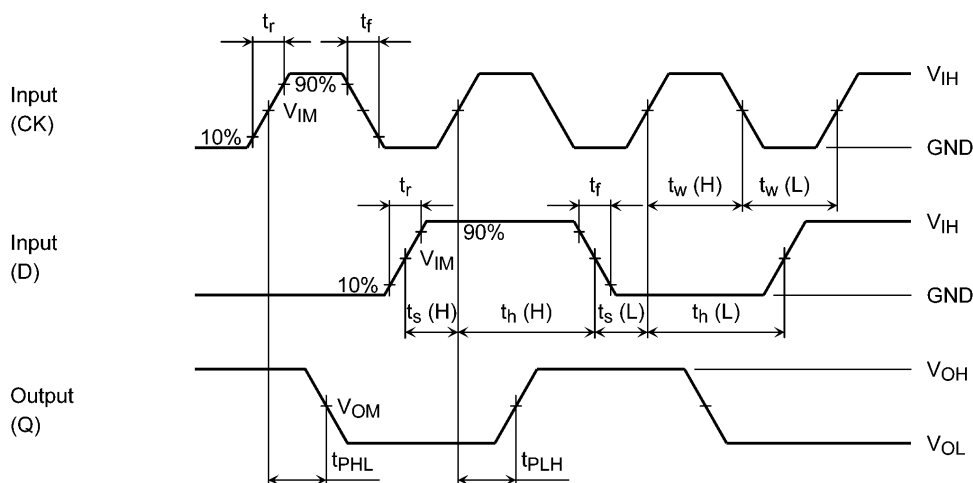 tr
tf
Input
(CK)
90%
VIM
10%
VIH
GND
tw (H)
tw (L)
tr
tf
Input
(D)
90%
VIM
10%
VIH
GND
ts (H)
th (H)
ts (L)
th (L)
Output
(Q)
VOM
VOH
VOL
tPHL
tPLH